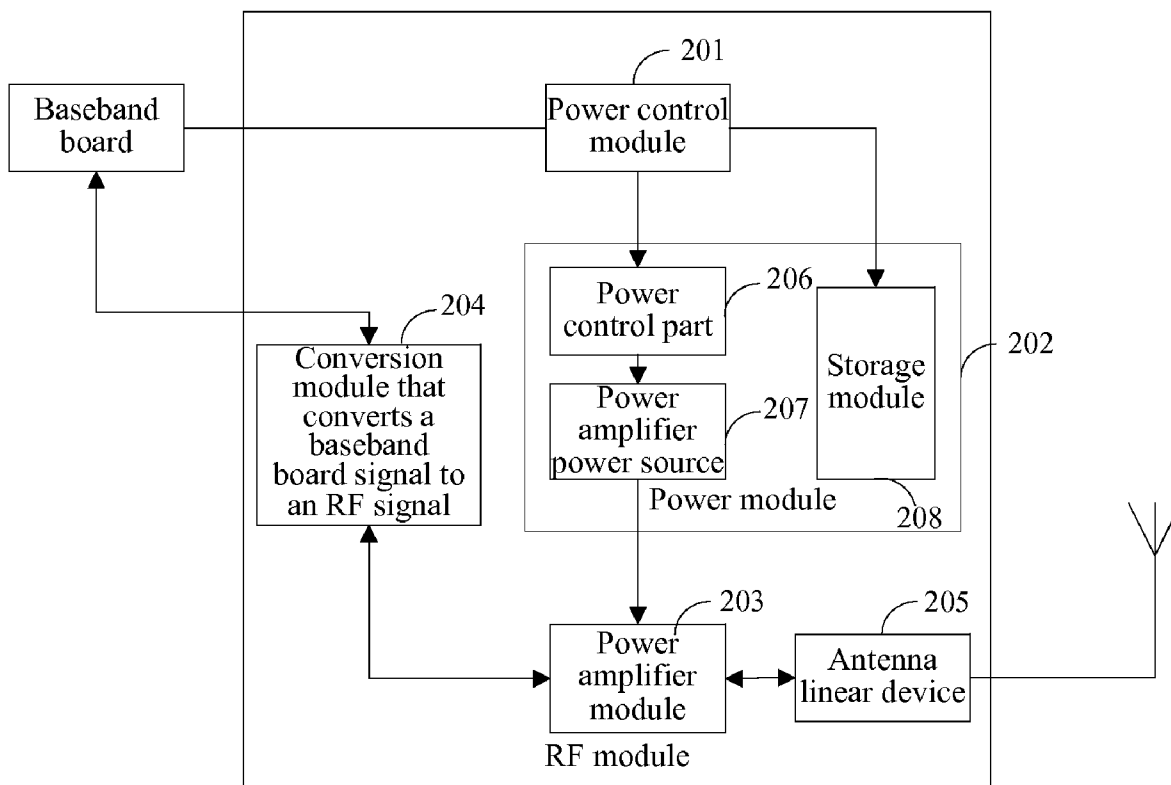 201
Baseband
board
Power control
module
206
Power
control part
204
202
Conversion
module that
converts a
baseband
board signal to
an RF signal
Storage
module
Power
amplifier
power source
207
Power module
208
203
205
Power
amplifier
module
Antenna
linear device
RF module